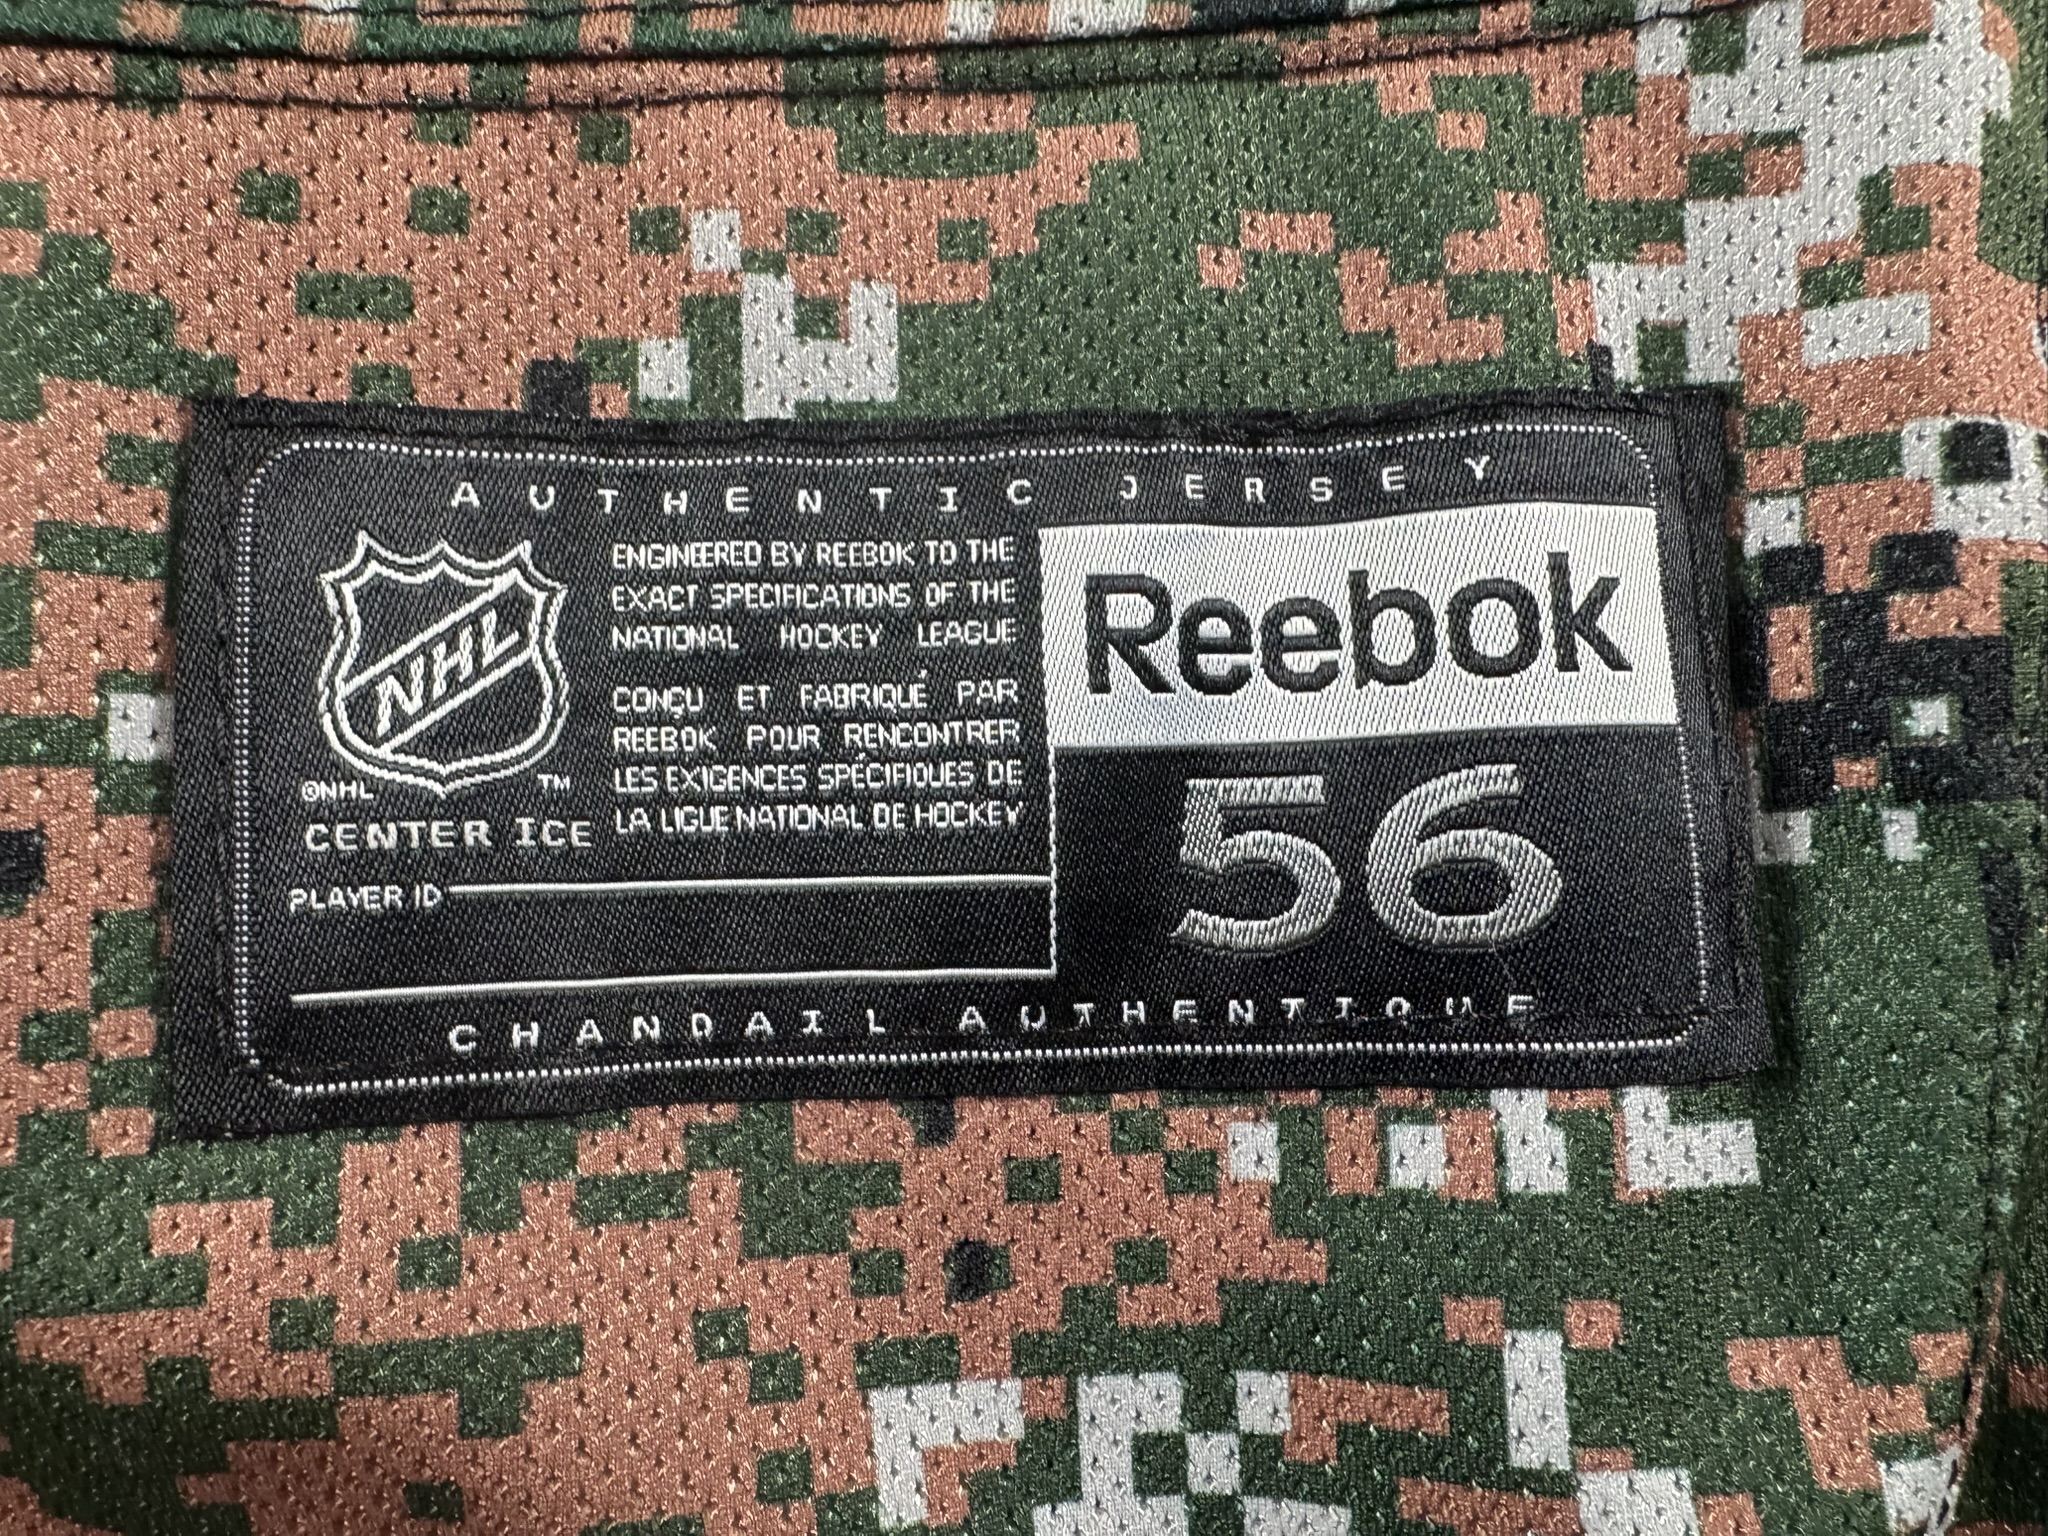 AUTHENTIC JERSEY
NHL
©NHL
TM
CENTER ICE
ENGINEERED BY REEBOK TO THE
EXACT SPECIFICATIONS OF THE
NATIONAL HOCKEY LEAGUE
CONÇU ET FABRIQUÉ PAR
REEBOK POUR RENCONTRER
LES EXIGENCES SPÉCIFIQUES DE
LA LIGUE NATIONAL DE HOCKEY
Reebok
56
PLAYER ID
CHANDAIL AUTHENTIQUE